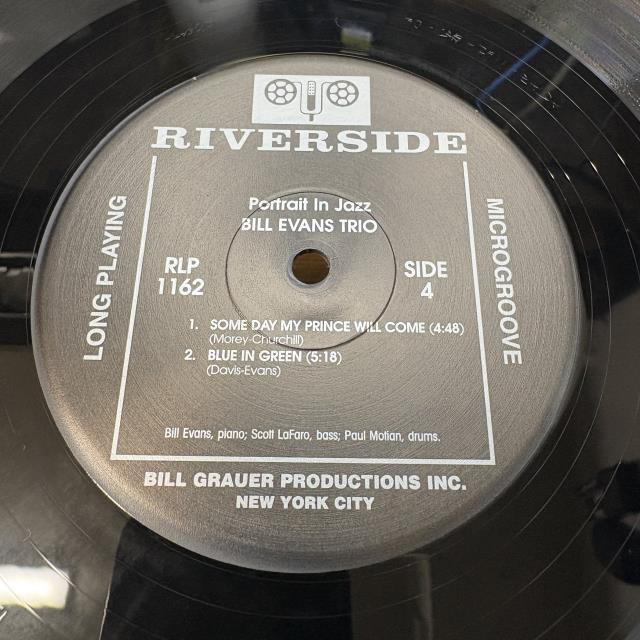 RIVERSIDE
Portrait In Jazz
BILL EVANS TRIO
LONG PLAYING
MICROGROOVE
RLP
1162
SIDE
4
1. SOME DAY MY PRINCE WILL COME (4:48)
(Morey-Churchill)
2. BLUE IN GREEN (5:18)
(Davis-Evans)
Bill Evans, piano; Scott LaFaro, bass; Paul Motian, drums.
BILL GRAUER PRODUCTIONS INC.
NEW YORK CITY